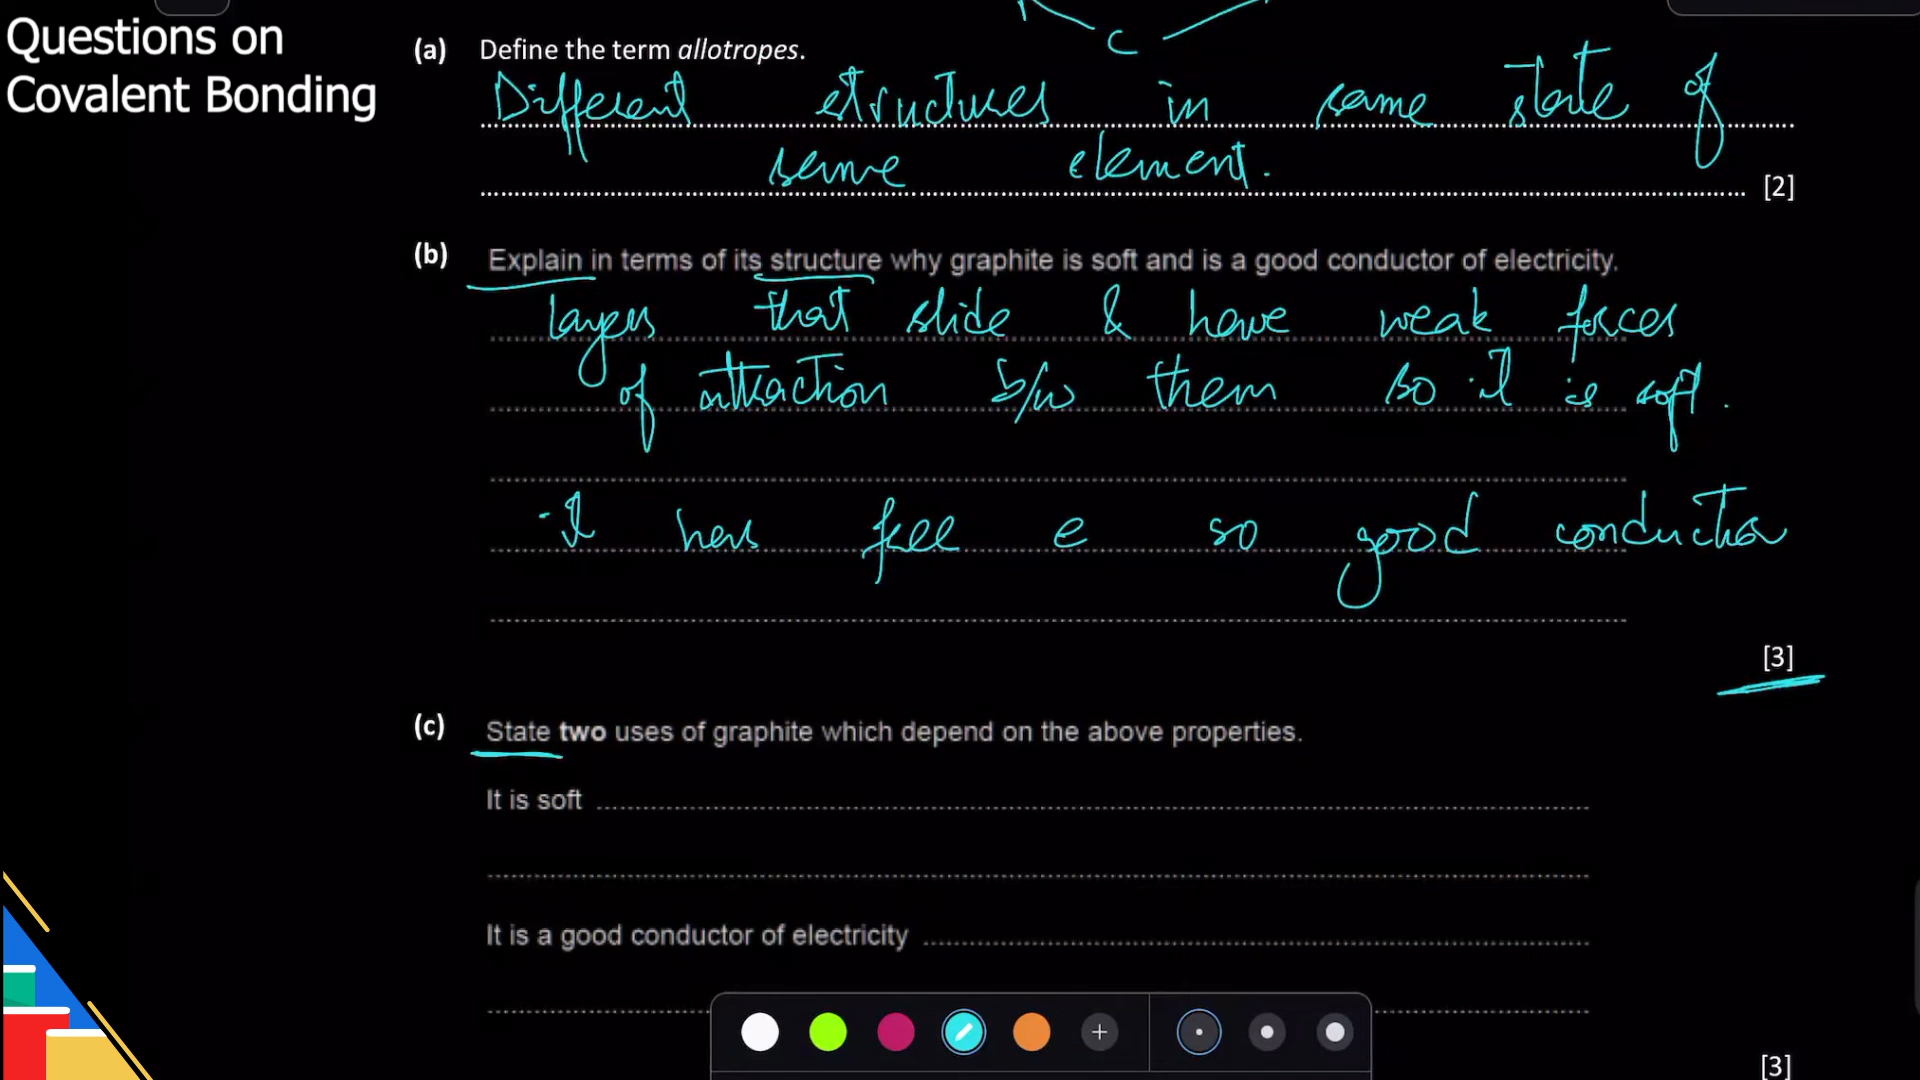 Questions on
Covalent Bonding
C
(a) Define the term allotropes.
Different structures in same state of
same element.
[2]
(b) Explain in terms of its structure why graphite is soft and is a good conductor of electricity.
layers that slide & have weak forces
of attraction b/w them so it is soft.
it has free e so good conductor
[3]
(c) State two uses of graphite which depend on the above properties.
It is soft
It is a good conductor of electricity
[3]